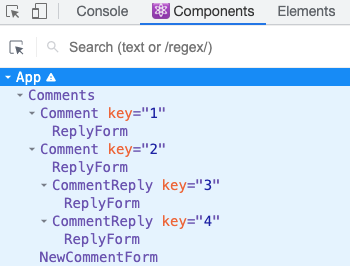 Console Components Elements
Search (text or /regex/)
App
Comments
Comment key="1"
ReplyForm
Comment key="2"
ReplyForm
CommentReply key="3"
ReplyForm
CommentReply key="4"
ReplyForm
NewCommentForm